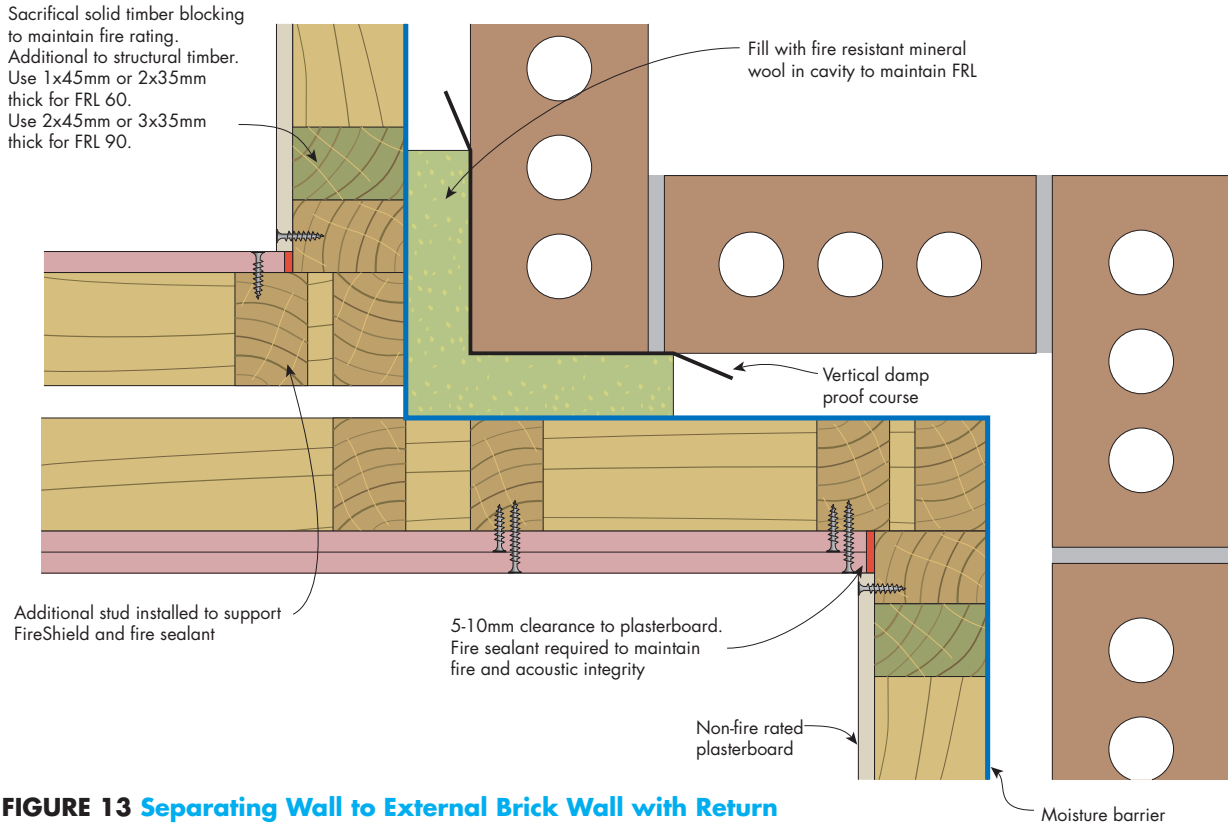 Sacrifical solid timber blocking
to maintain fire rating.
Additional to structural timber.
Use 1x45mm or 2x35mm
thick for FRL 60.
Use 2x45mm or 3x35mm
thick for FRL 90.
Fill with fire resistant mineral
wool in cavity to maintain FRL
Vertical damp
proof course
Additional stud installed to support
FireShield and fire sealant
5-10mm clearance to plasterboard.
Fire sealant required to maintain
fire and acoustic integrity
Non-fire rated
plasterboard
Moisture barrier
FIGURE 13 Separating Wall to External Brick Wall with Return